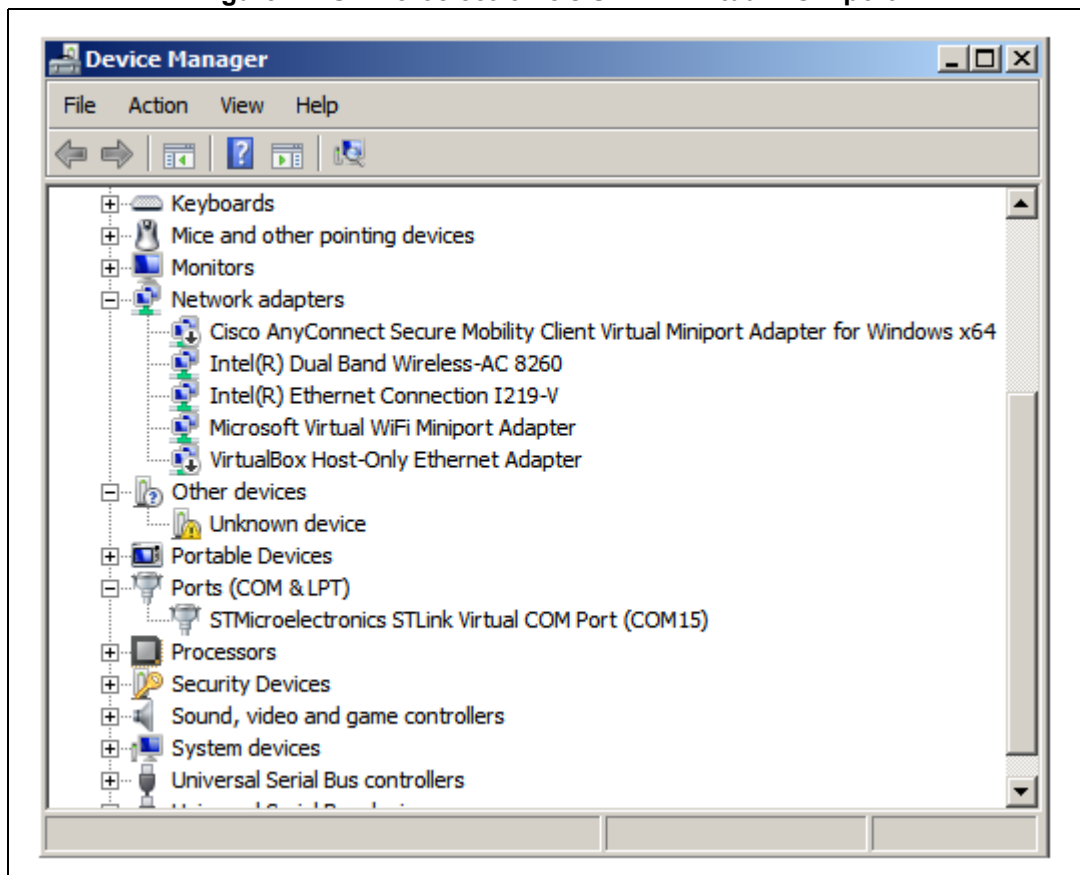 Device Manager
File Action View Help
Keyboards
Mice and other pointing devices
Monitors
Network adapters
Cisco AnyConnect Secure Mobility Client Virtual Miniport Adapter for Windows x64
Intel(R) Dual Band Wireless-AC 8260
Intel(R) Ethernet Connection I219-V
Microsoft Virtual WiFi Miniport Adapter
VirtualBox Host-Only Ethernet Adapter
Other devices
Unknown device
Portable Devices
Ports (COM & LPT)
STMicroelectronics STLink Virtual COM Port (COM15)
Processors
Security Devices
Sound, video and game controllers
System devices
Universal Serial Bus controllers